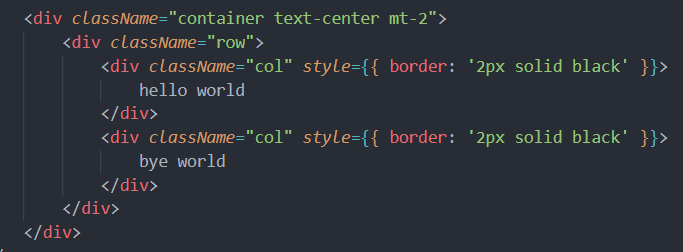 <div className="container text-center mt-2">
<div className="row">
<div className="col" style={{ border: '2px solid black' }}>
hello world
</div>
<div className="col" style={{ border: '2px solid black' }}>
bye world
</div>
</div>
</div>